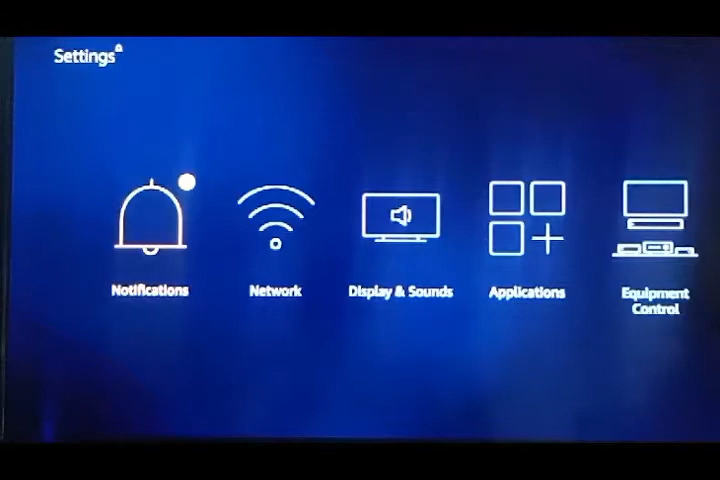 Settings
Notifications
Network
Display & Sounds
Applications
Equipment
Control